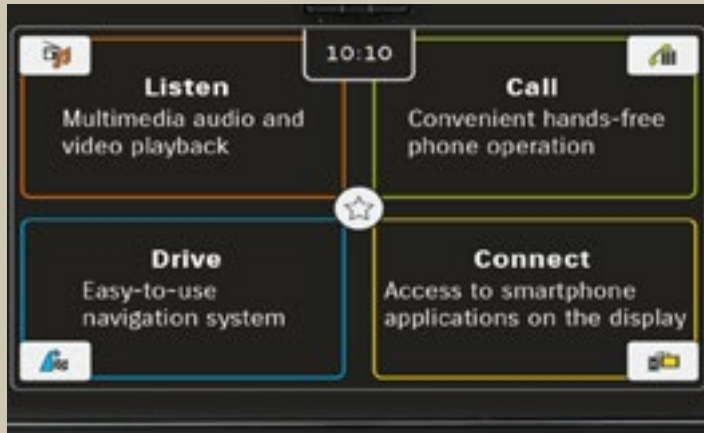 10:10
Listen
Multimedia audio and
video playback
Call
Convenient hands-free
phone operation
Drive
Easy-to-use
navigation system
Connect
Access to smartphone
applications on the display